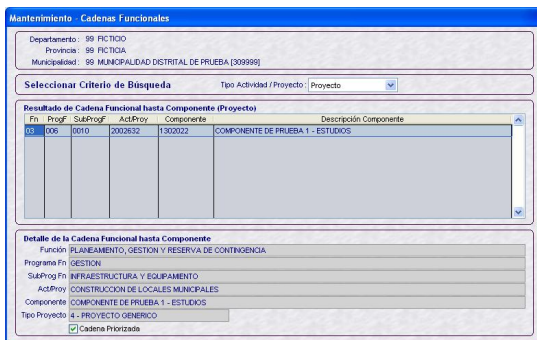 Mantenimiento - Cadenas Funcionales
Departamento : 99 FICTICIO
Provincia : 99 FICTICIA
Municipalidad : 99 MUNICIPALIDAD DISTRITAL DE PRUEBA [309999]
Seleccionar Criterio de Búsqueda Tipo Actividad / Proyecto : Proyecto
Resultado de Cadena Funcional hasta Componente (Proyecto)
Fn ProgF SubProgF Act/Proy Componente Descripción Componente
03 006 0010 2002632 1302022 COMPONENTE DE PRUEBA 1 - ESTUDIOS
Detalle de la Cadena Funcional hasta Componente
Función PLANEAMIENTO, GESTION Y RESERVA DE CONTINGENCIA
Programa Fn GESTION
SubProg Fn INFRAESTRUCTURA Y EQUIPAMIENTO
Act/Proy CONSTRUCCION DE LOCALES MUNICIPALES
Componente COMPONENTE DE PRUEBA 1 - ESTUDIOS
Tipo Proyecto 4 - PROYECTO GENERICO
Cadena Priorizada